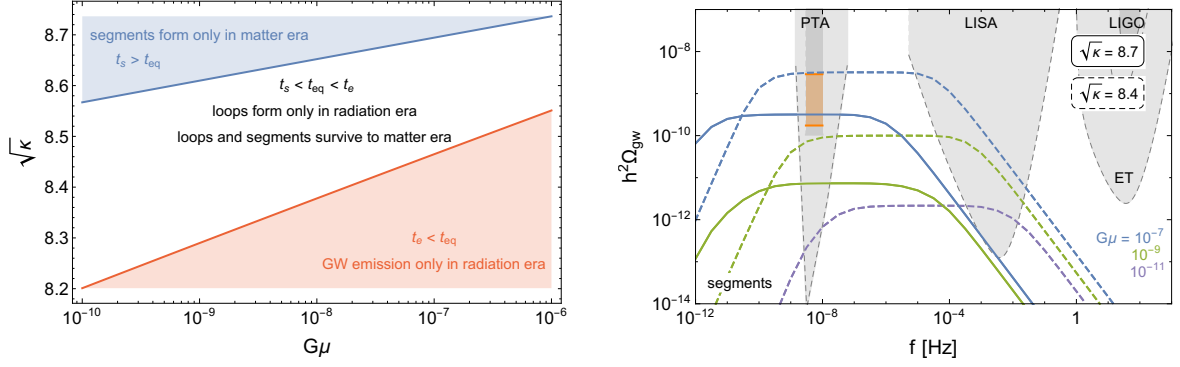 8.7
8.6
8.5
8.4
8.3
8.2
√κ
segments form only in matter era
t_s > t_eq
t_s < t_eq < t_e
loops form only in radiation era
loops and segments survive to matter era
t_e < t_eq
GW emission only in radiation era
10⁻¹⁰ 10⁻⁹ 10⁻⁸ 10⁻⁷ 10⁻⁶
Gμ
10⁻⁸
10⁻¹⁰
10⁻¹²
10⁻¹⁴
h²Ω_gw
PTA LISA LIGO
√κ = 8.7
√κ = 8.4
ET
Gμ = 10⁻⁷
10⁻⁹
10⁻¹¹
segments
10⁻¹² 10⁻⁸ 10⁻⁴ 1
f [Hz]